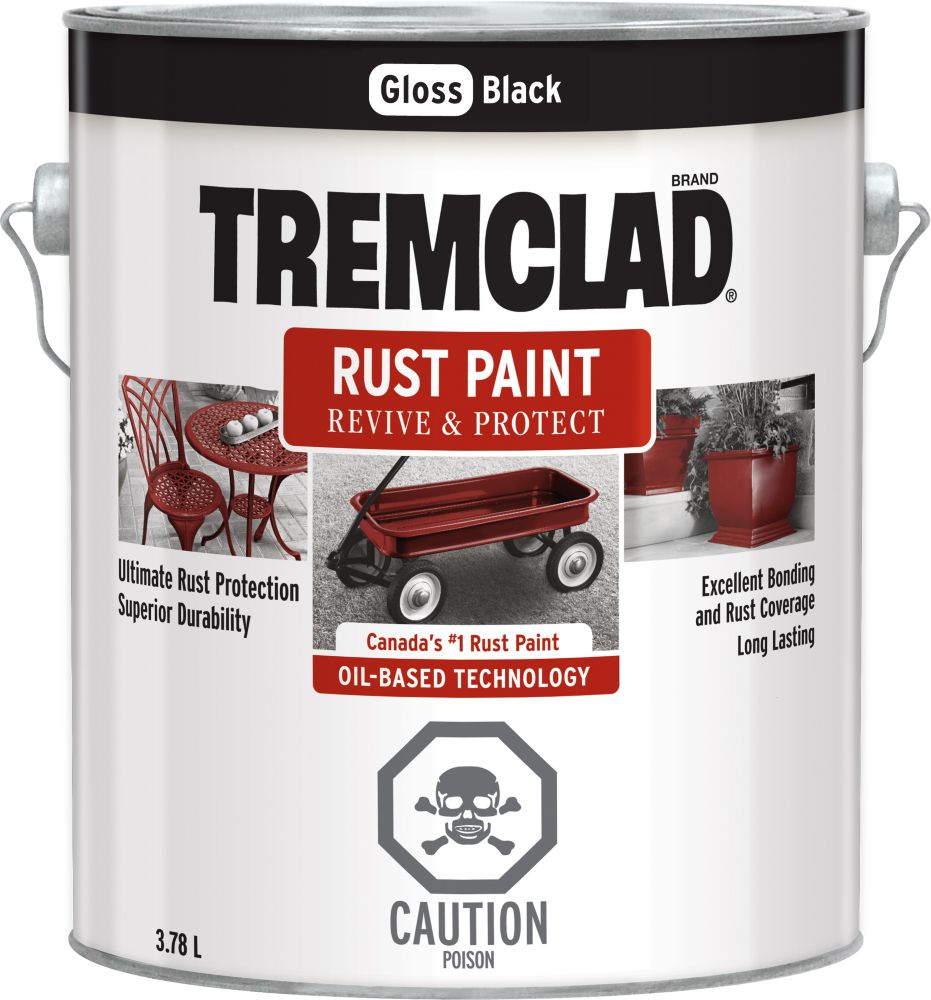 Gloss Black
BRAND
TREMCLAD®
RUST PAINT
REVIVE & PROTECT
Ultimate Rust Protection
Superior Durability
Excellent Bonding
and Rust Coverage
Long Lasting
Canada's #1 Rust Paint
OIL-BASED TECHNOLOGY
CAUTION
POISON
3.78 L